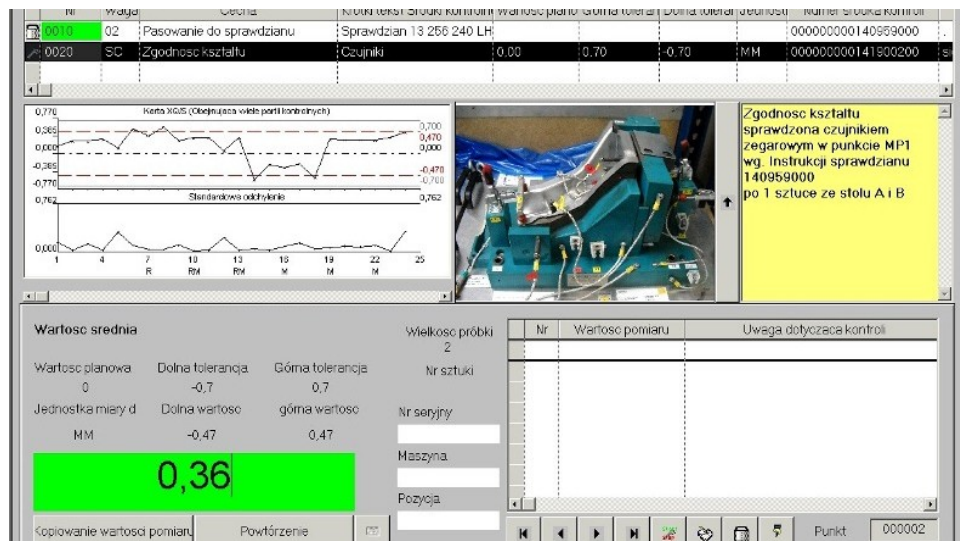 Nr Waga Cecha Krótki tekst Srodki kontroln Wartosc plano Górna toleran Dolna toleran Jednostk Numer srodka kontroli
0010 02 Pasowanie do sprawdzianu Sprawdzian 13 256 240 LH 000000000140959000 .
0020 SC Zgodnosc kształtu Czujniki 0.00 0.70 -0.70 MM 000000000141900200
Karta XQ/S (Obejmujaca wiele partii kontrolnych)
0,770
0,385
0,000
-0,385
-0,770
0,700
0,470
0,000
-0,470
-0,700
Standardowe odchylenie
0,762 0,762
0,000
1 4 7 10 13 16 19 22 25
R RM RM M M M
Zgodnosc kształtu
sprawdzona czujnikiem
zegarowym w punkcie MP1
wg. Instrukcji sprawdzianu
140959000
po 1 sztuce ze stolu A i B
Wartosc srednia
Wartosc planowa Dolna tolerancja Górna tolerancja
0 -0,7 0,7
Jednostka miary d Dolna wartosc górna wartosc
MM -0,47 0,47
0,36
Kopiowanie wartosci pomiaru Powtórzenie
Wielkosc próbki
2
Nr sztuki
Nr seryjny
Maszyna
Pozycja
Nr Wartosc pomiaru Uwaga dotyczaca kontroli
Punkt 000002